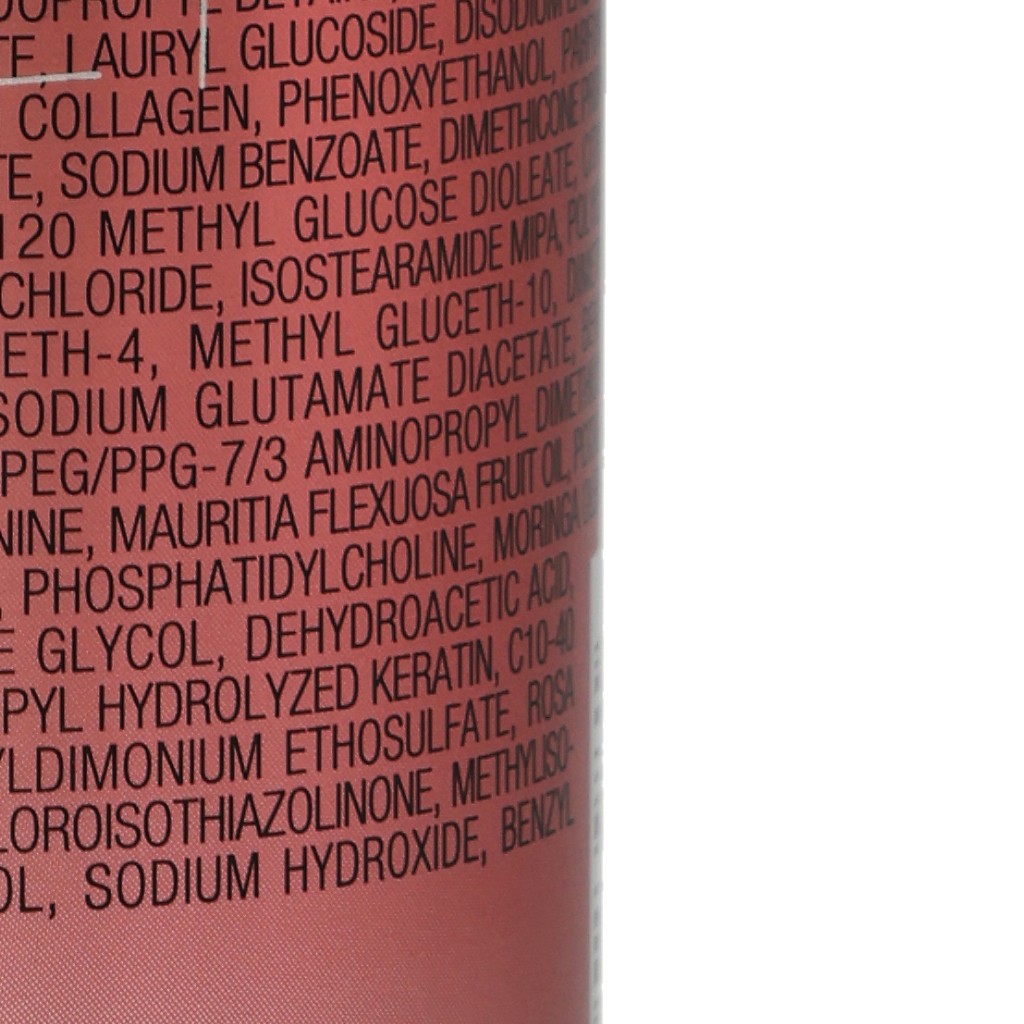 LAURYL GLUCOSIDE,
COLLAGEN, PHENOXYETHANOL,
SODIUM BENZOATE, DIMETHICONE
120 METHYL GLUCOSE DIOLEATE,
CHLORIDE, ISOSTEARAMIDE MIPA,
ETH-4, METHYL GLUCETH-10,
SODIUM GLUTAMATE DIACETATE,
PEG/PPG-7/3 AMINOPROPYL
NINE, MAURITIA FLEXUOSA FRUIT OIL,
PHOSPHATIDYLCHOLINE, MORINGA
E GLYCOL, DEHYDROACETIC ACID,
PYL HYDROLYZED KERATIN, C10-40
YLDIMONIUM ETHOSULFATE, ROSA
LOROISOTHIAZOLINONE, METHYLISO-
OL, SODIUM HYDROXIDE, BENZYL